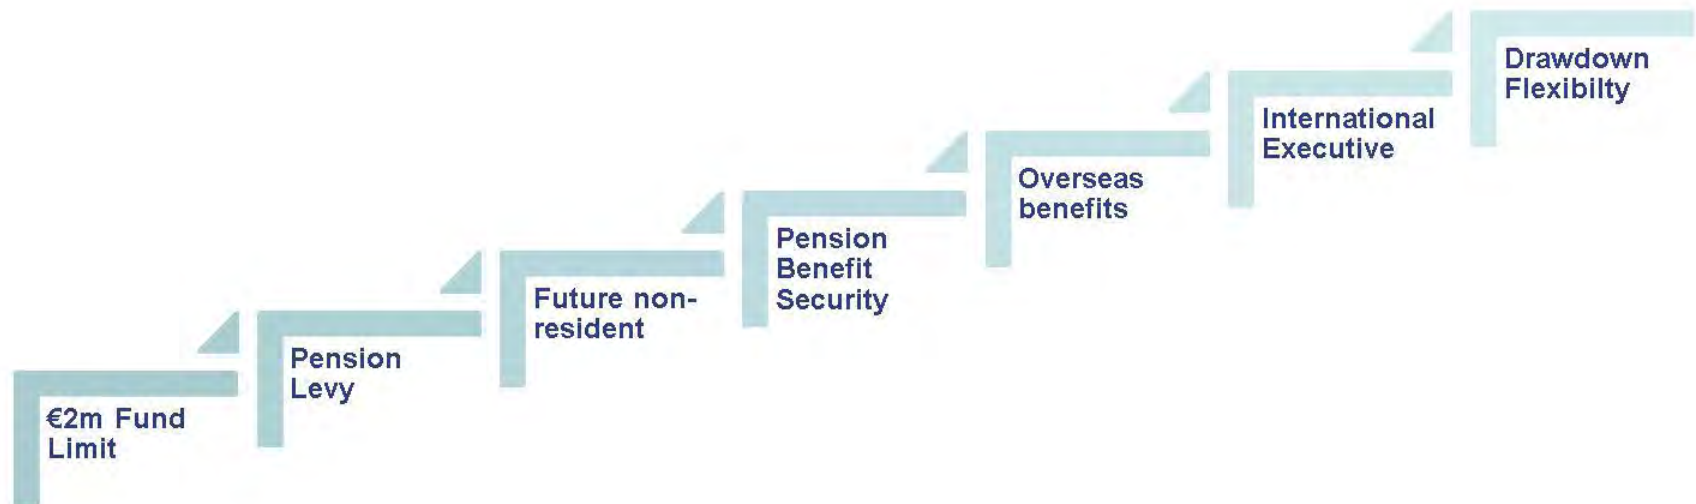 €2m Fund
Limit
Pension
Levy
Future non-
resident
Pension
Benefit
Security
Overseas
benefits
International
Executive
Drawdown
Flexibilty